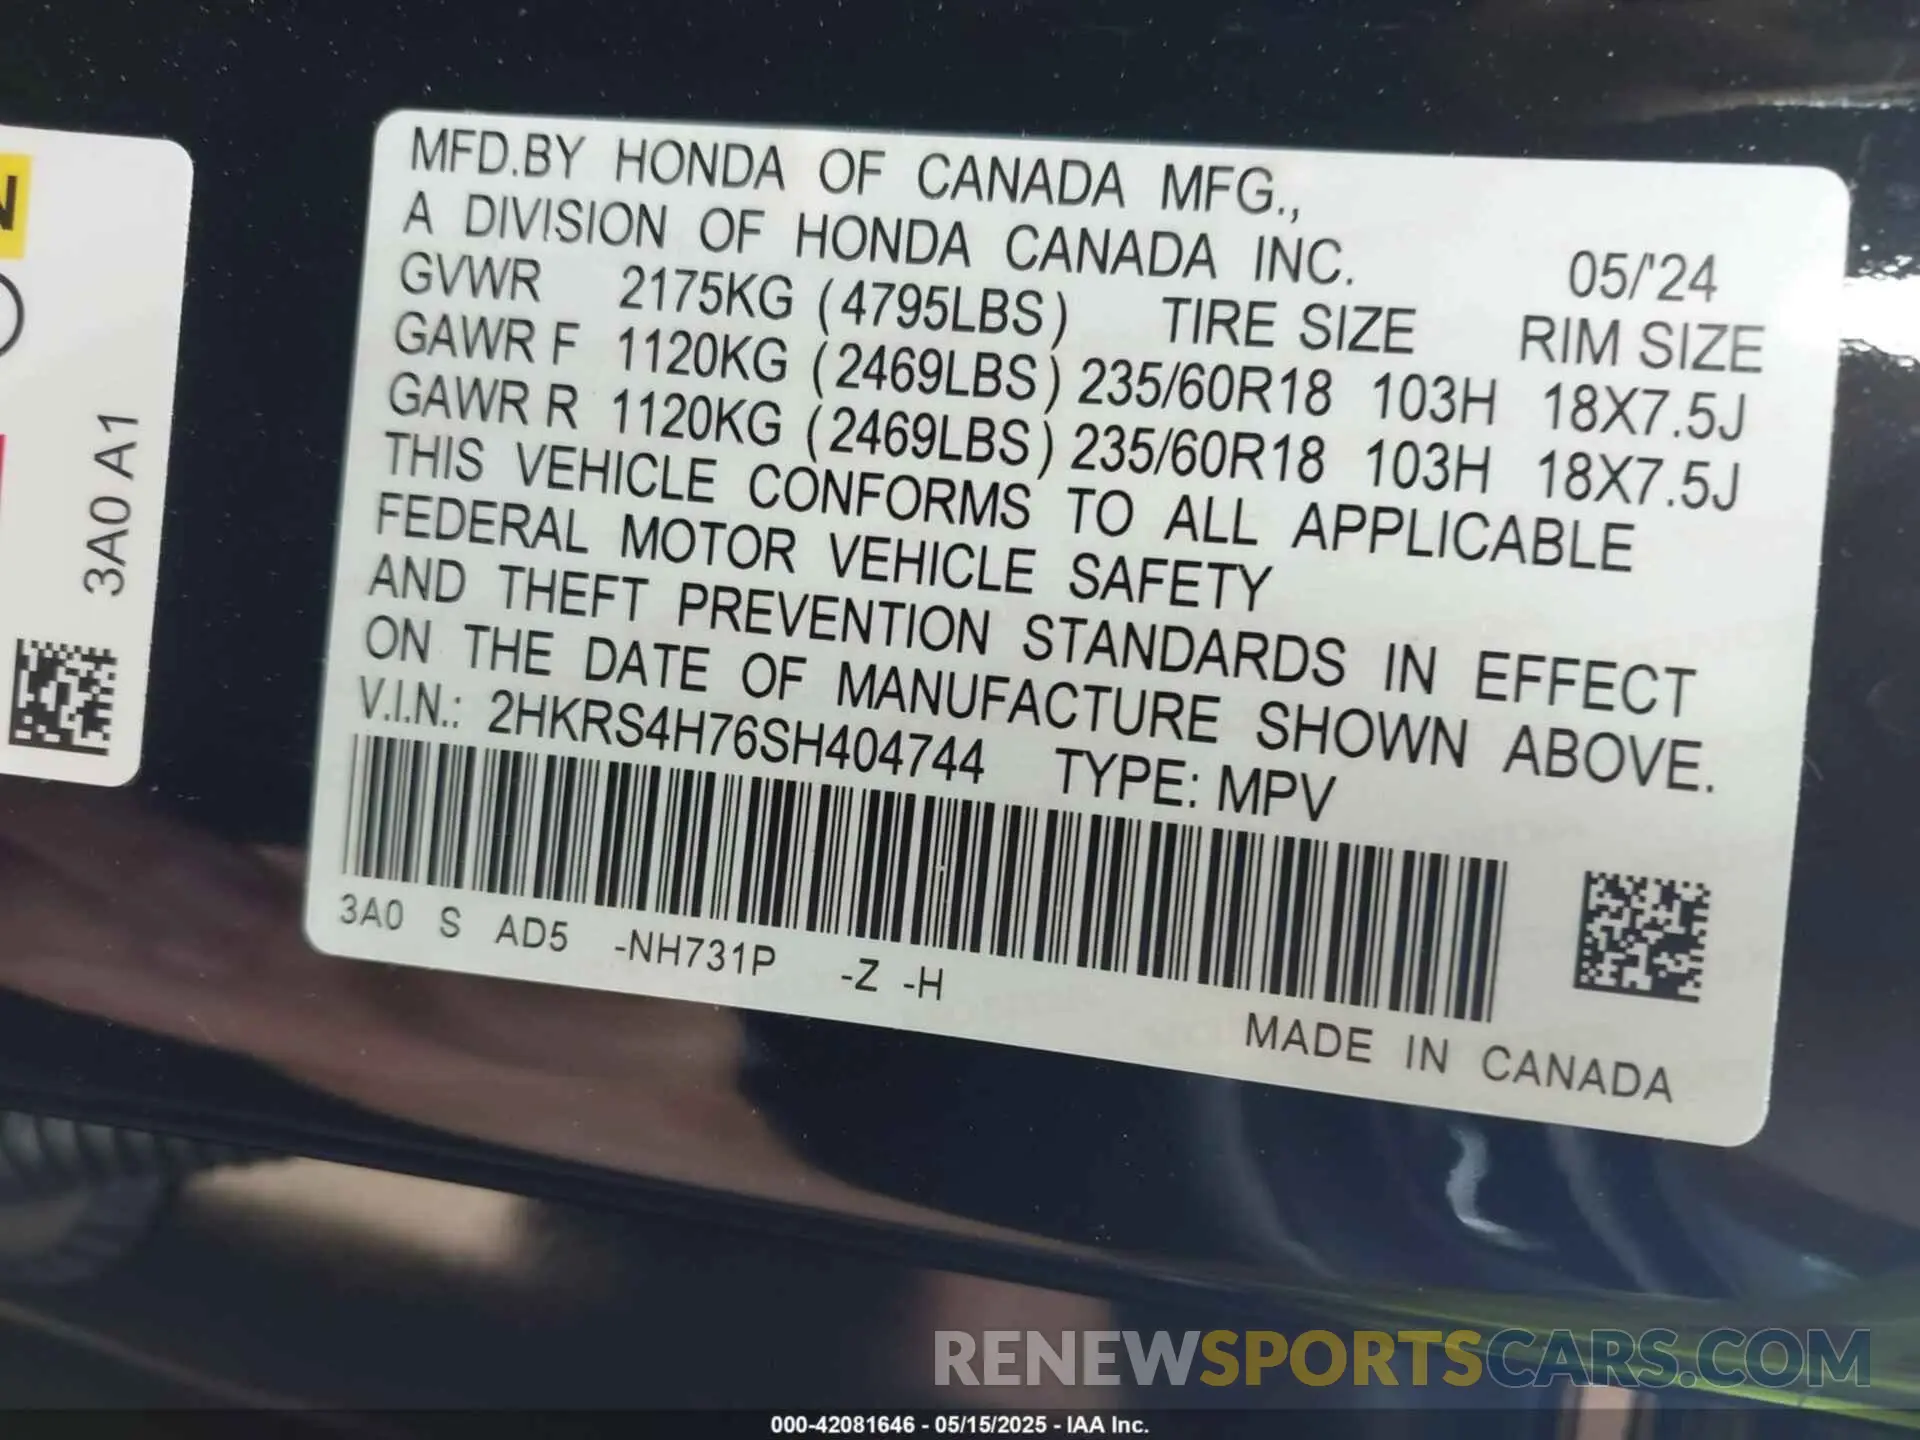 MFD.BY HONDA OF CANADA MFG.,
A DIVISION OF HONDA CANADA INC. 05/'24
GVWR 2175KG (4795LBS) TIRE SIZE RIM SIZE
GAWR F 1120KG (2469LBS) 235/60R18 103H 18X7.5J
GAWR R 1120KG (2469LBS) 235/60R18 103H 18X7.5J
THIS VEHICLE CONFORMS TO ALL APPLICABLE
FEDERAL MOTOR VEHICLE SAFETY
AND THEFT PREVENTION STANDARDS IN EFFECT
ON THE DATE OF MANUFACTURE SHOWN ABOVE.
V.I.N.: 2HKRS4H76SH404744 TYPE: MPV
3A0 S AD5 -NH731P -Z -H
MADE IN CANADA
N
3A0 A1
RENEWSPORTSCARS.COM
000-42081646 - 05/15/2025 - IAA Inc.